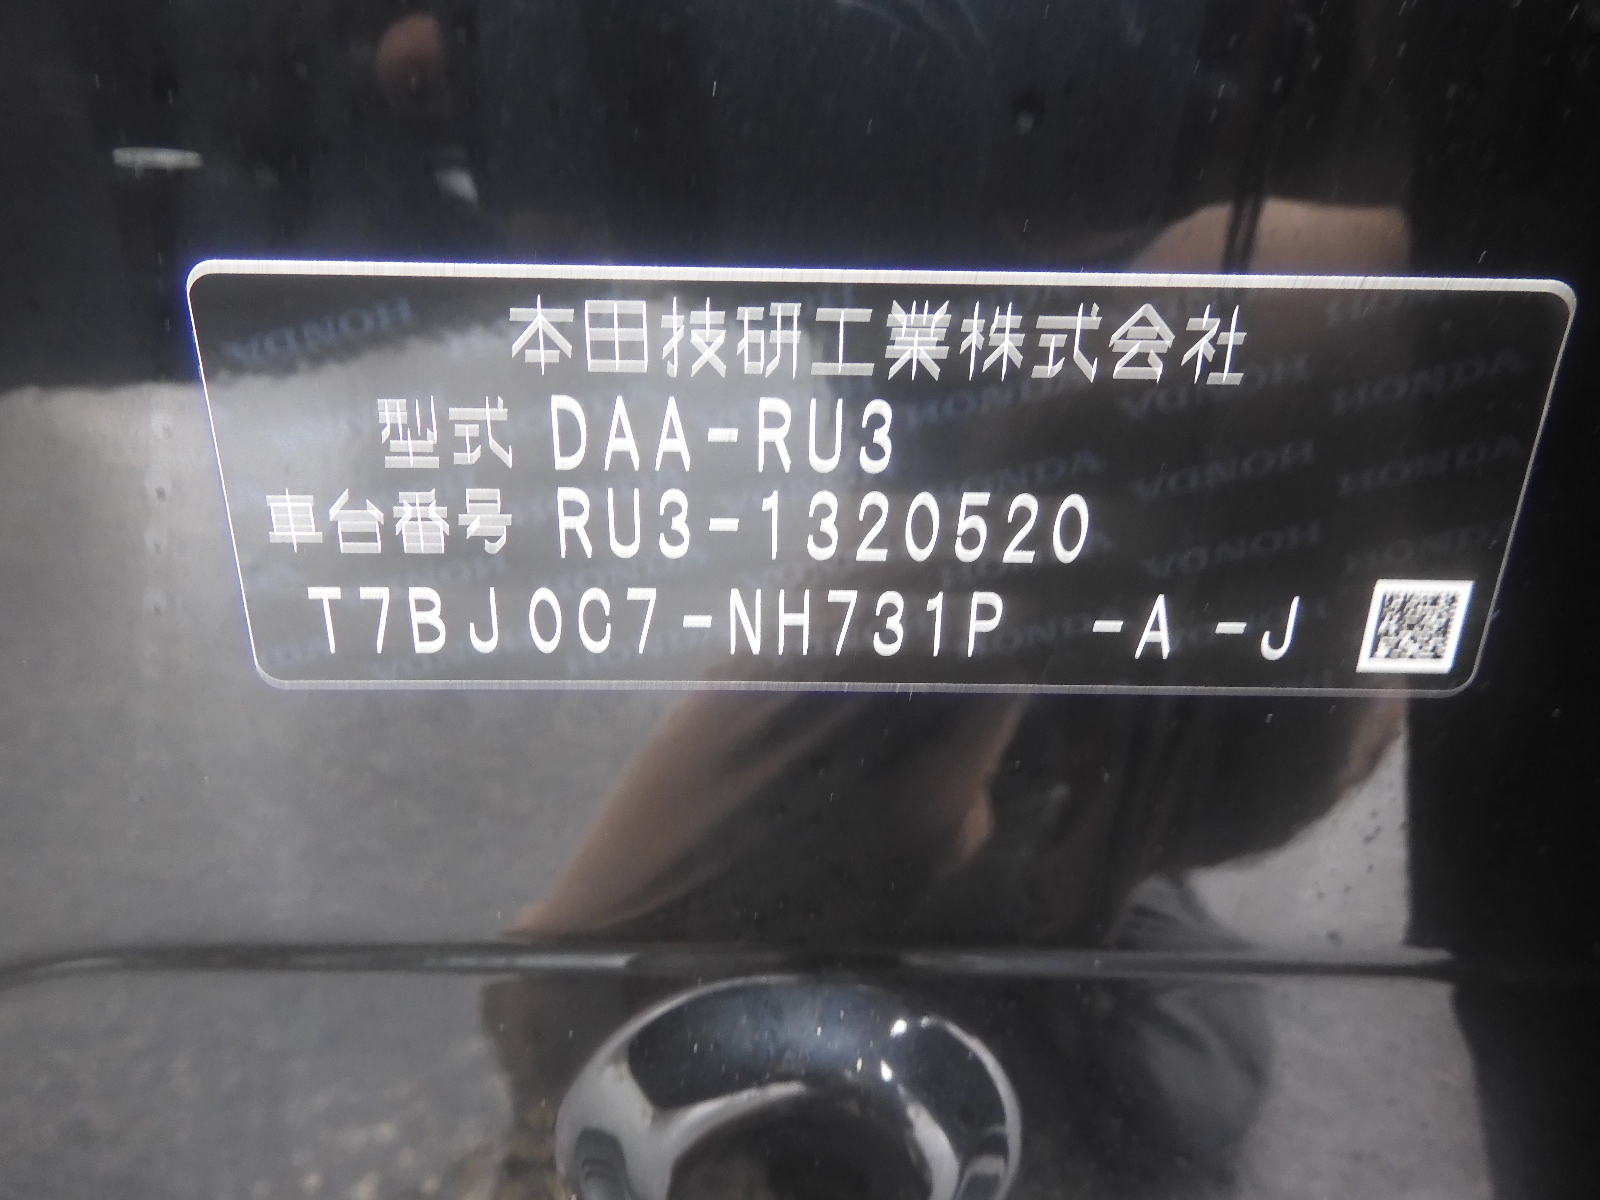 本田技研工業株式会社
型式 DAA-RU3
車台番号 RU3-1320520
T7BJ0C7-NH731P -A -J